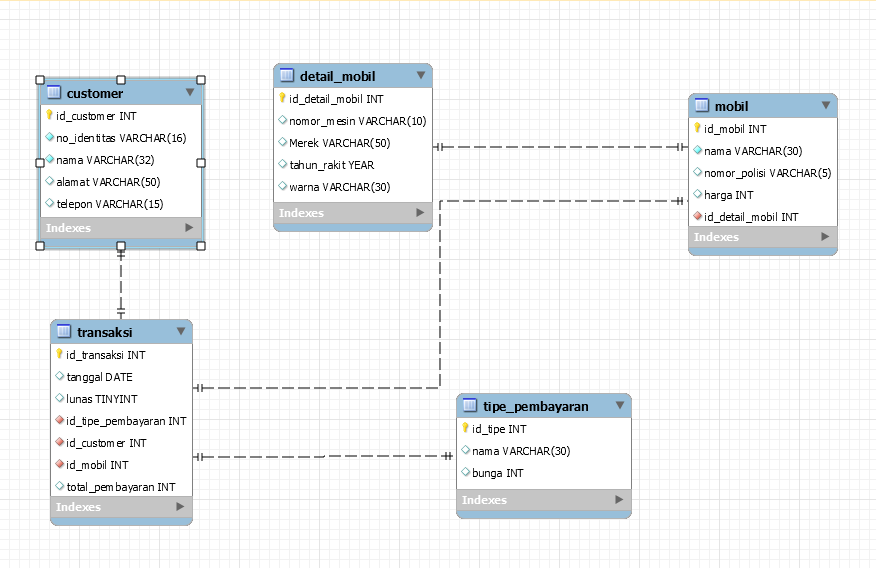 customer
id_customer INT
no_identitas VARCHAR(16)
nama VARCHAR(32)
alamat VARCHAR(50)
telepon VARCHAR(15)
Indexes
detail_mobil
id_detail_mobil INT
nomor_mesin VARCHAR(10)
Merek VARCHAR(50)
tahun_rakit YEAR
warna VARCHAR(30)
Indexes
mobil
id_mobil INT
nama VARCHAR(30)
nomor_polisi VARCHAR(5)
harga INT
id_detail_mobil INT
Indexes
transaksi
id_transaksi INT
tanggal DATE
lunas TINYINT
id_tipe_pembayaran INT
id_customer INT
id_mobil INT
total_pembayaran INT
Indexes
tipe_pembayaran
id_tipe INT
nama VARCHAR(30)
bunga INT
Indexes